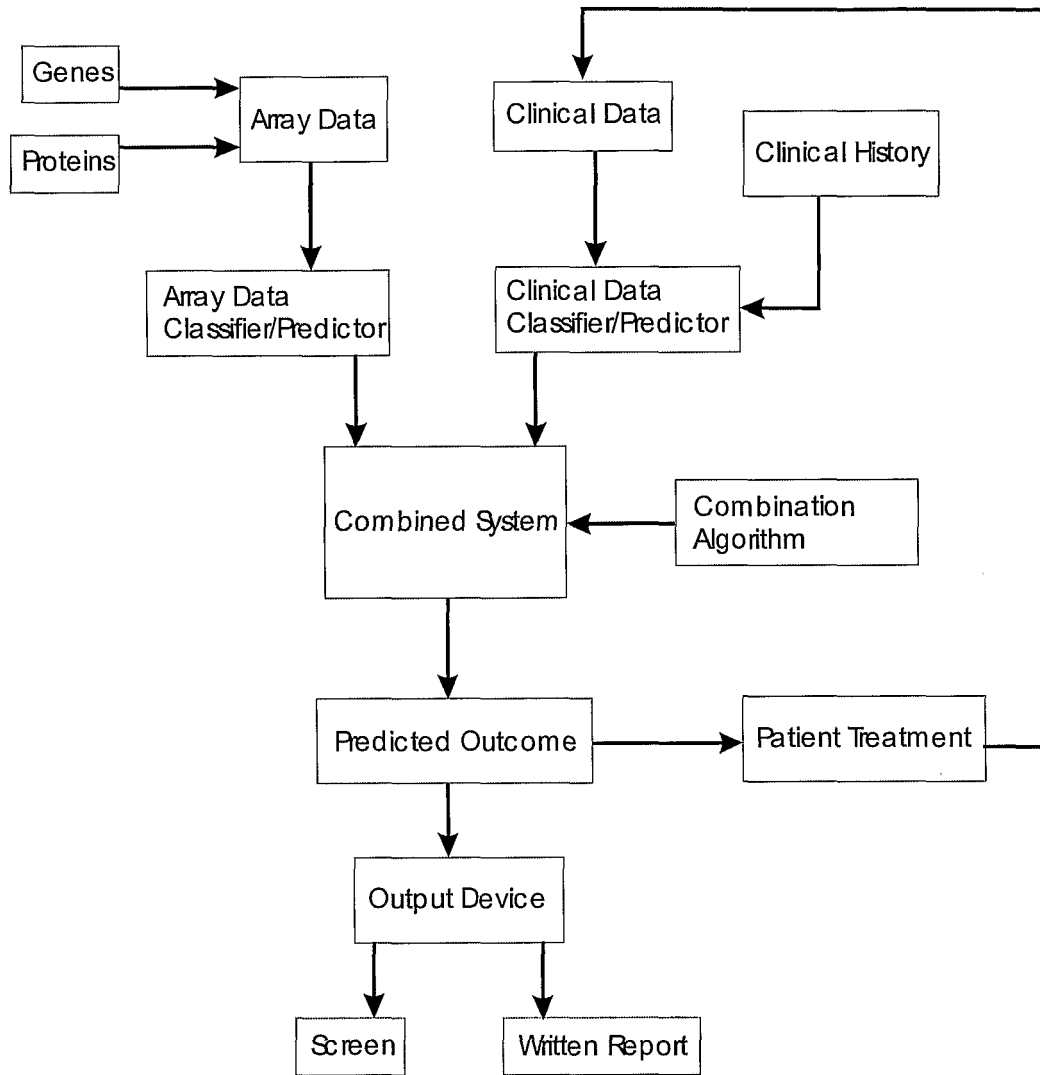 Genes
Array Data
Clinical Data
Proteins
Clinical History
Array Data
Classifier/Predictor
Clinical Data
Classifier/Predictor
Combined System
Combination
Algorithm
Predicted Outcome
Patient Treatment
Output Device
Screen
Written Report